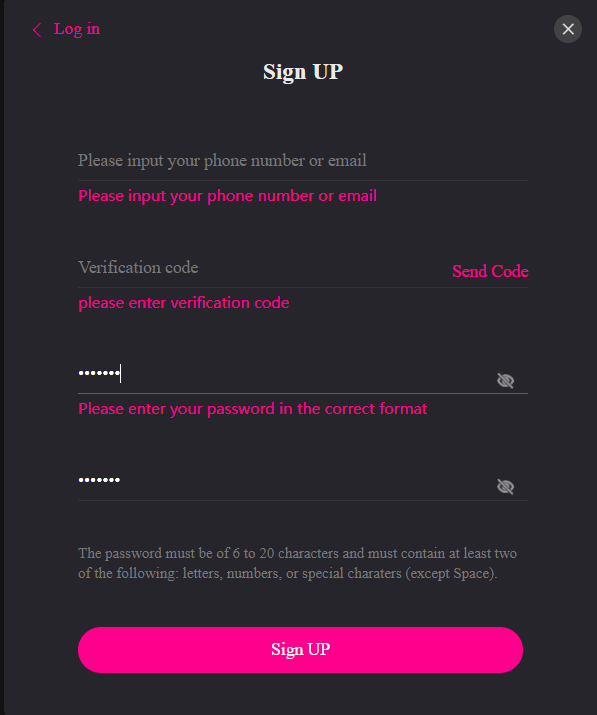 Log in
Sign UP
Please input your phone number or email
Please input your phone number or email
Verification code
Send Code
please enter verification code
•••••••
Please enter your password in the correct format
•••••••
The password must be of 6 to 20 characters and must contain at least two
of the following: letters, numbers, or special charaters (except Space).
Sign UP